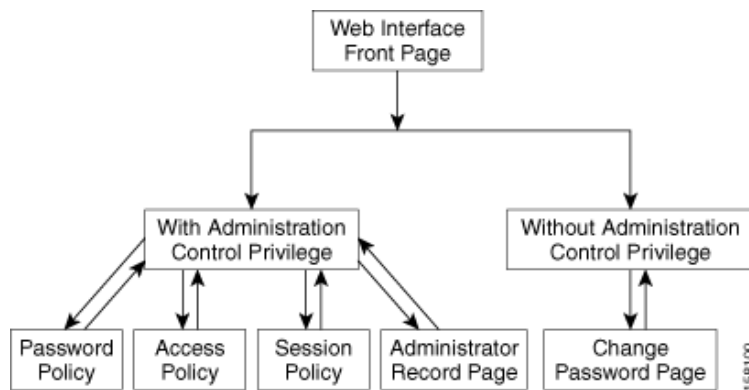 Web Interface
Front Page
With Administration
Control Privilege
Without Administration
Control Privilege
Password
Policy
Access
Policy
Session
Policy
Administrator
Record Page
Change
Password Page